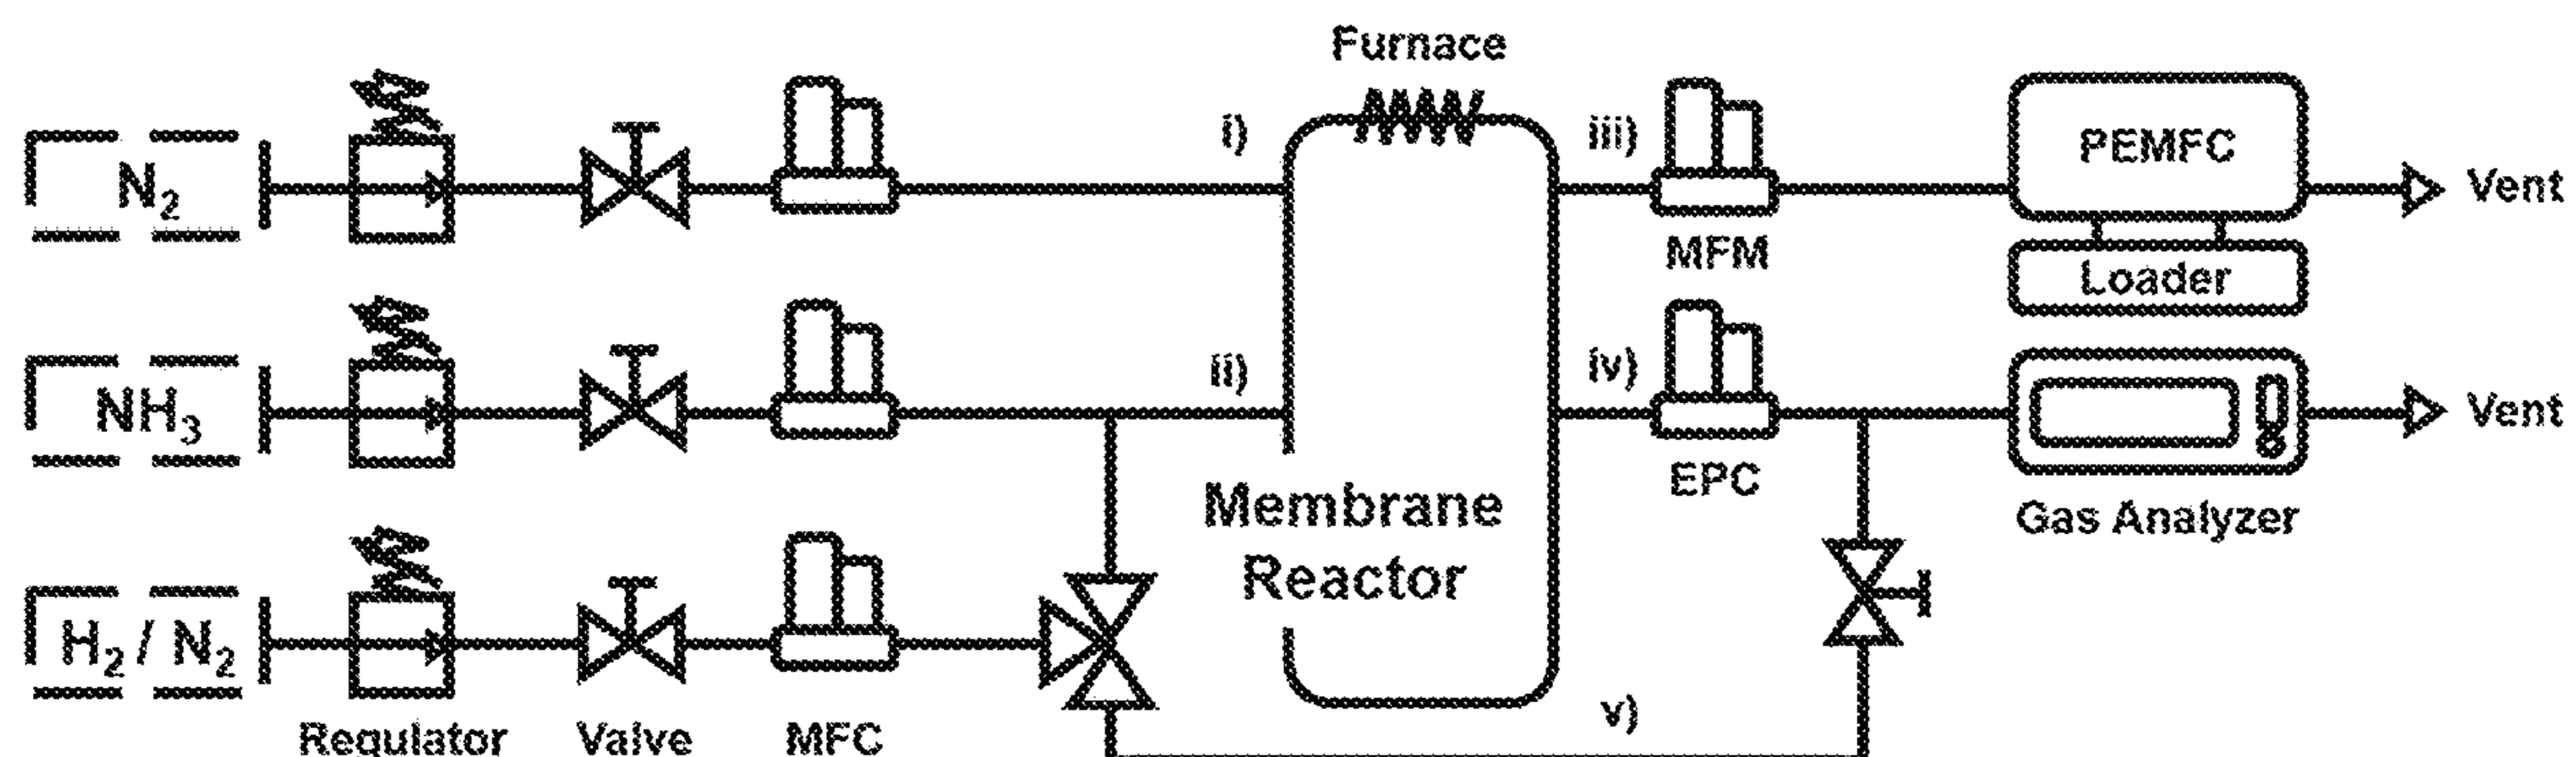 Furnace
N₂
i)
iii)
PEMFC
Vent
MFM
Loader
NH₃
ii)
iv)
Vent
EPC
Membrane
Reactor
Gas Analyzer
H₂ / N₂
v)
Regulator
Valve
MFC